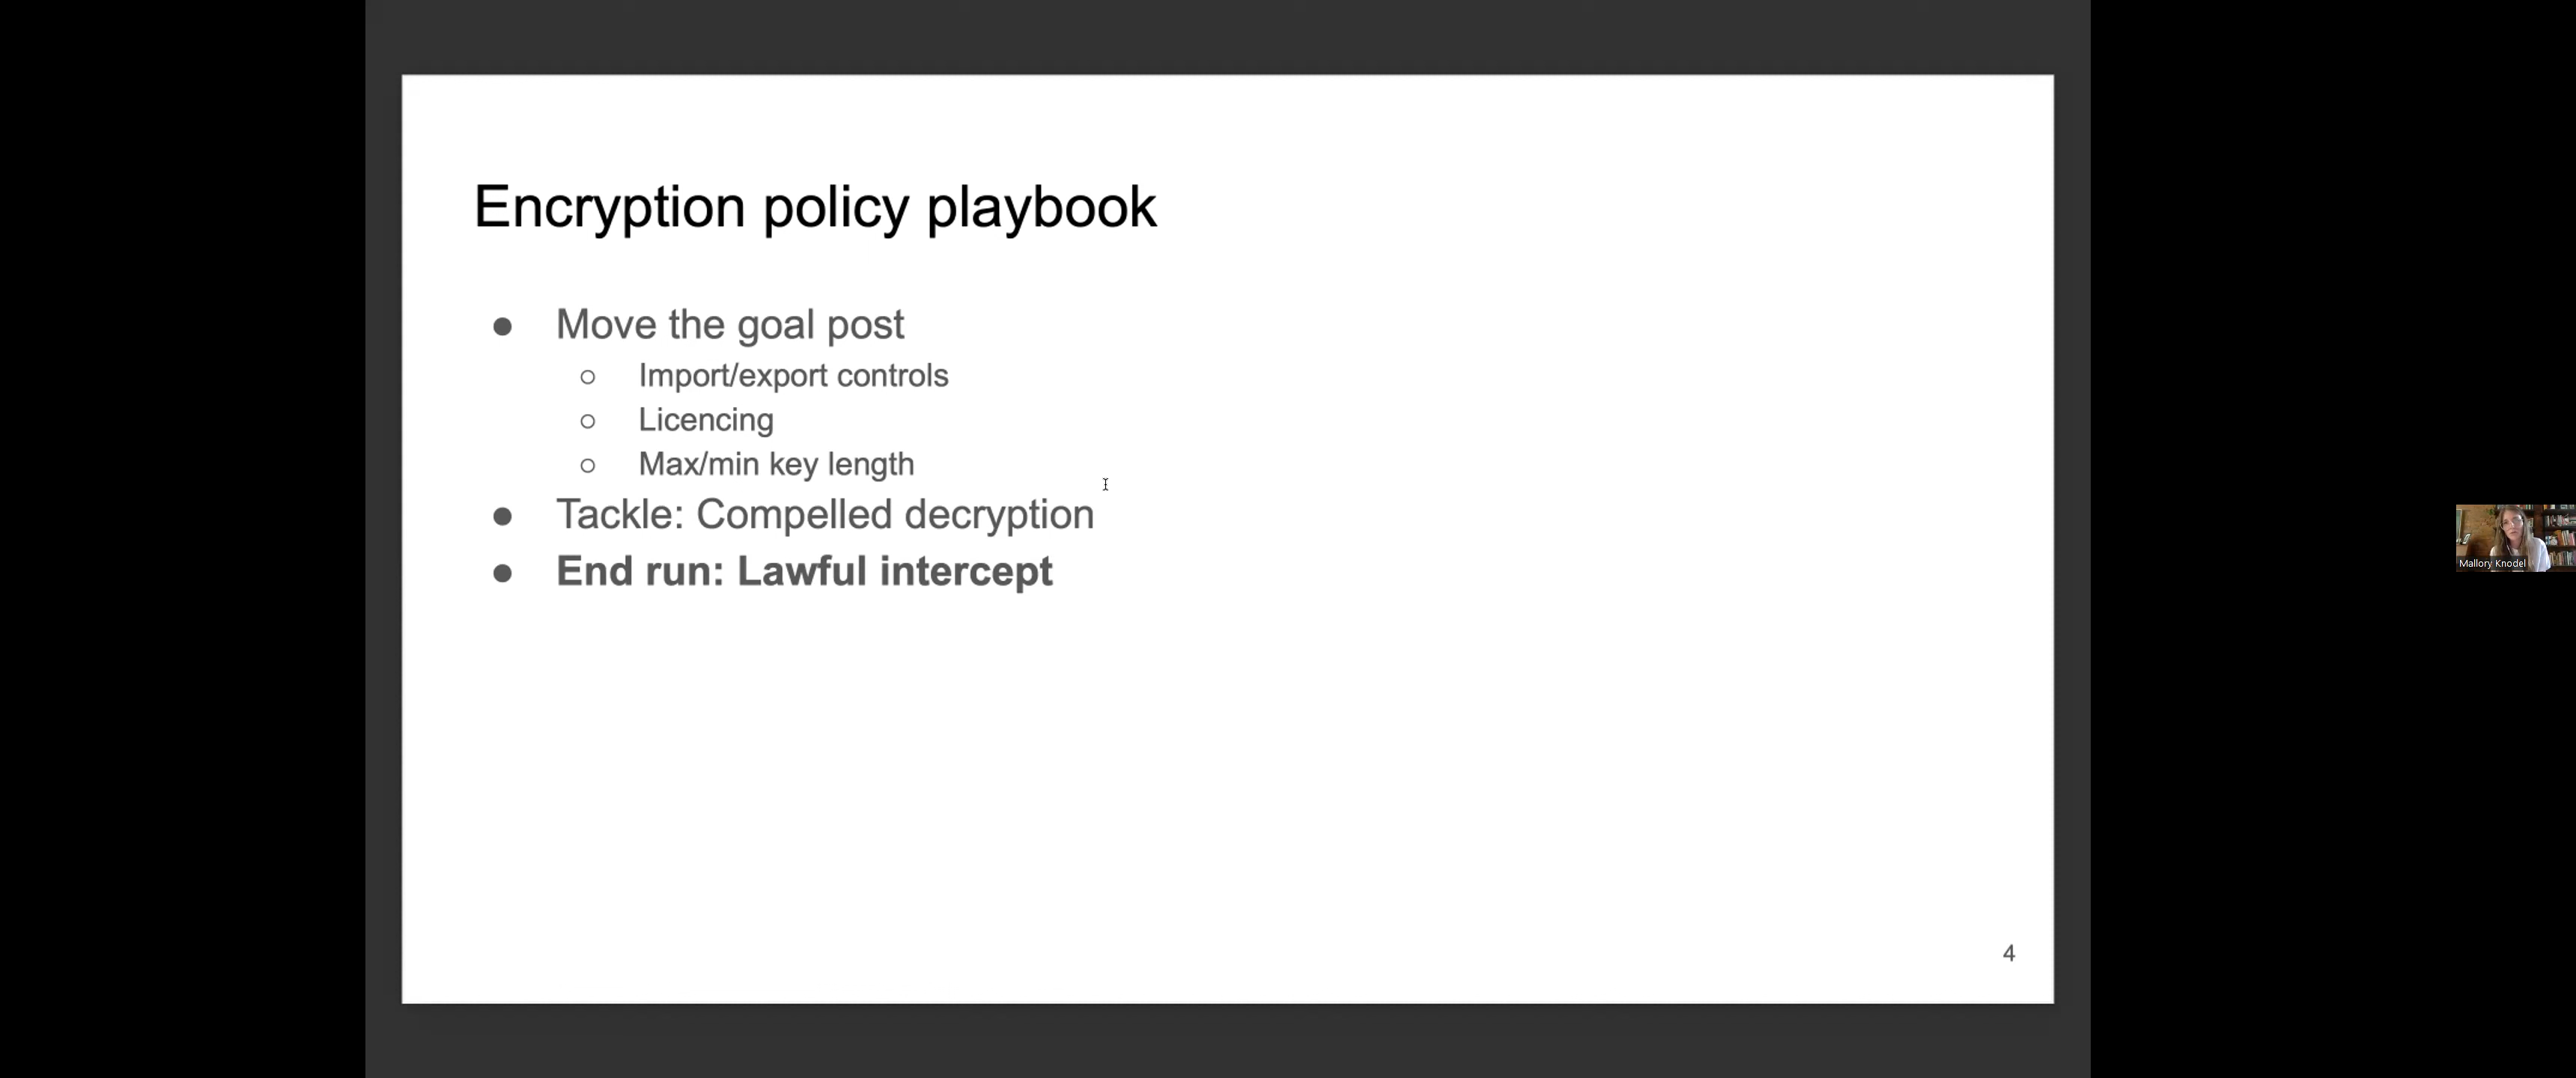 Encryption policy playbook
● Move the goal post
○ Import/export controls
○ Licencing
○ Max/min key length
● Tackle: Compelled decryption
● End run: Lawful intercept
4
Mallory Knodel